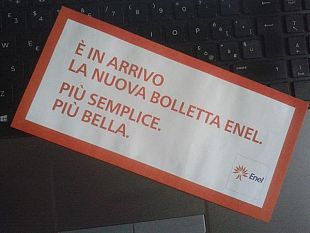 È IN ARRIVO
LA NUOVA BOLLETTA ENEL.
PIÙ SEMPLICE.
PIÙ BELLA.
Enel